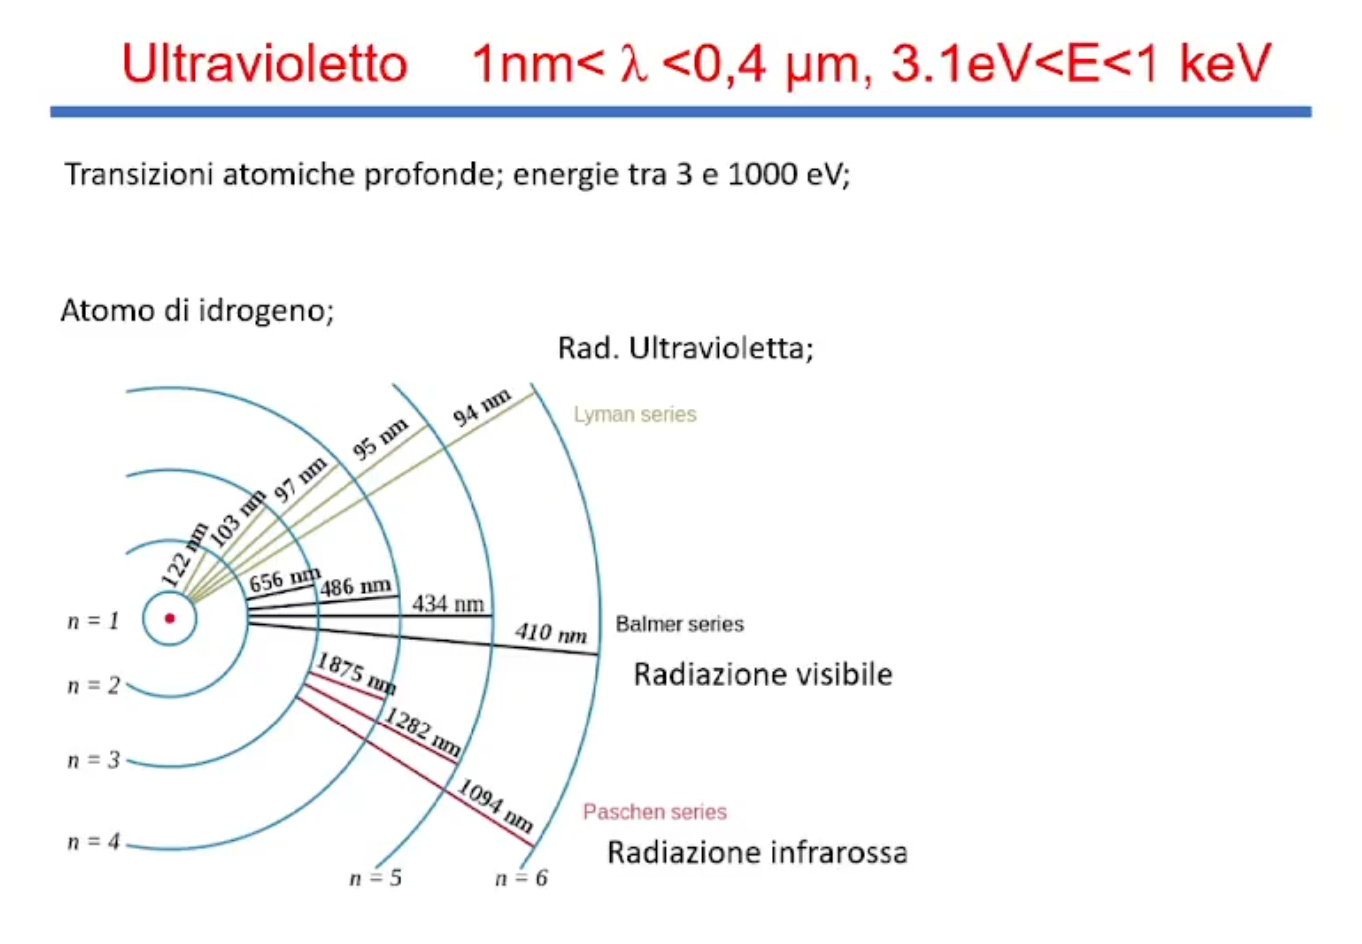 Ultravioletto 1nm< λ <0,4 µm, 3.1eV<E<1 keV
Transizioni atomiche profonde; energie tra 3 e 1000 eV;
Atomo di idrogeno;
Rad. Ultravioletta;
Lyman series
94 nm
95 nm
97 nm
103 nm
122 nm
656 nm
486 nm
434 nm
410 nm
Balmer series
Radiazione visibile
n = 1
n = 2
n = 3
n = 4
n = 5
n = 6
1875 nm
1282 nm
1094 nm
Paschen series
Radiazione infrarossa